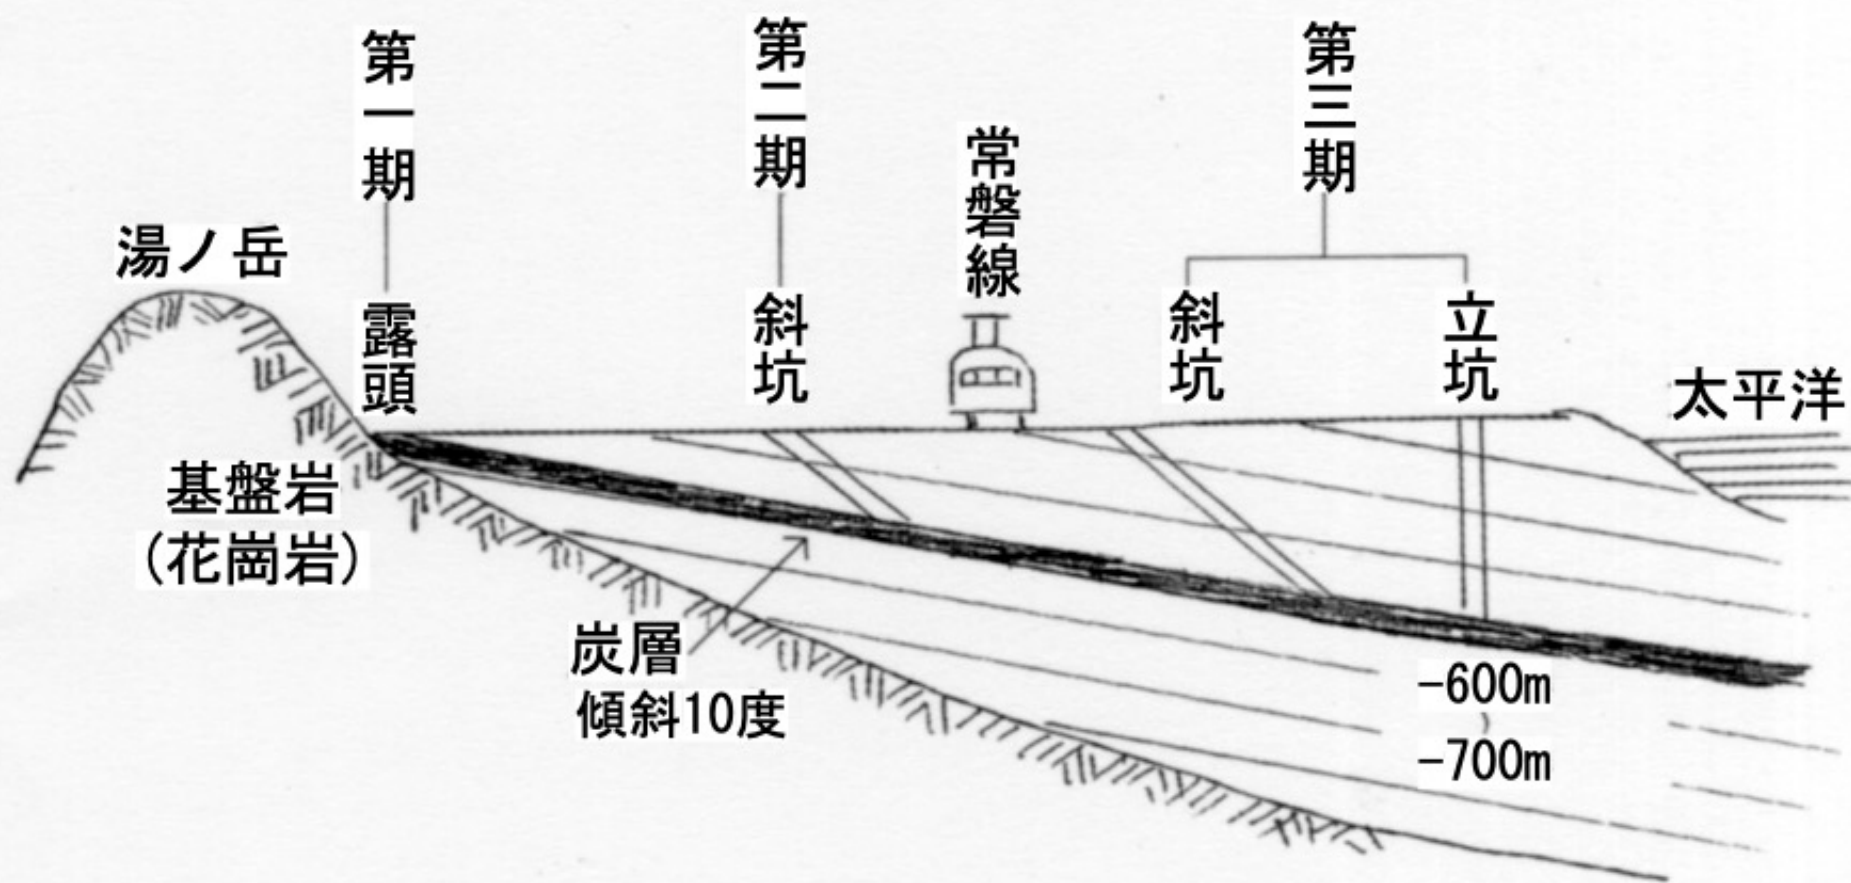 第一期
第二期
第三期
常磐線
湯ノ岳
露頭
斜坑
斜坑
立坑
太平洋
基盤岩
(花崗岩)
炭層
傾斜10度
-600m
~
-700m